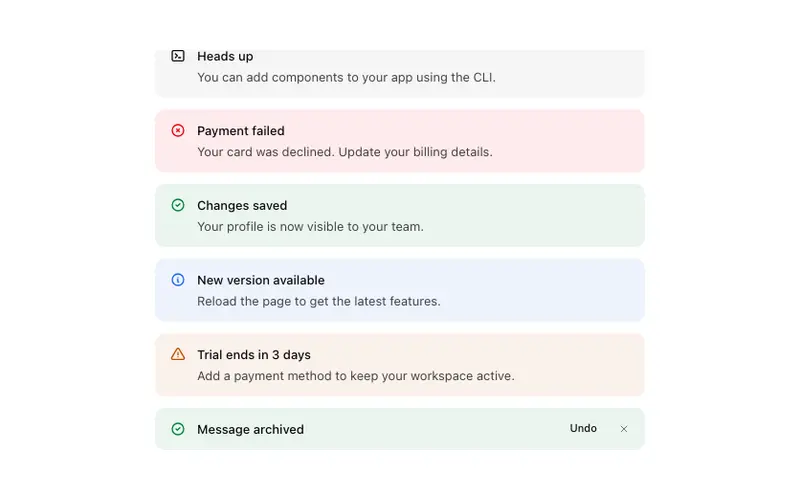 Heads up
You can add components to your app using the CLI.
Payment failed
Your card was declined. Update your billing details.
Changes saved
Your profile is now visible to your team.
New version available
Reload the page to get the latest features.
Trial ends in 3 days
Add a payment method to keep your workspace active.
Message archived Undo